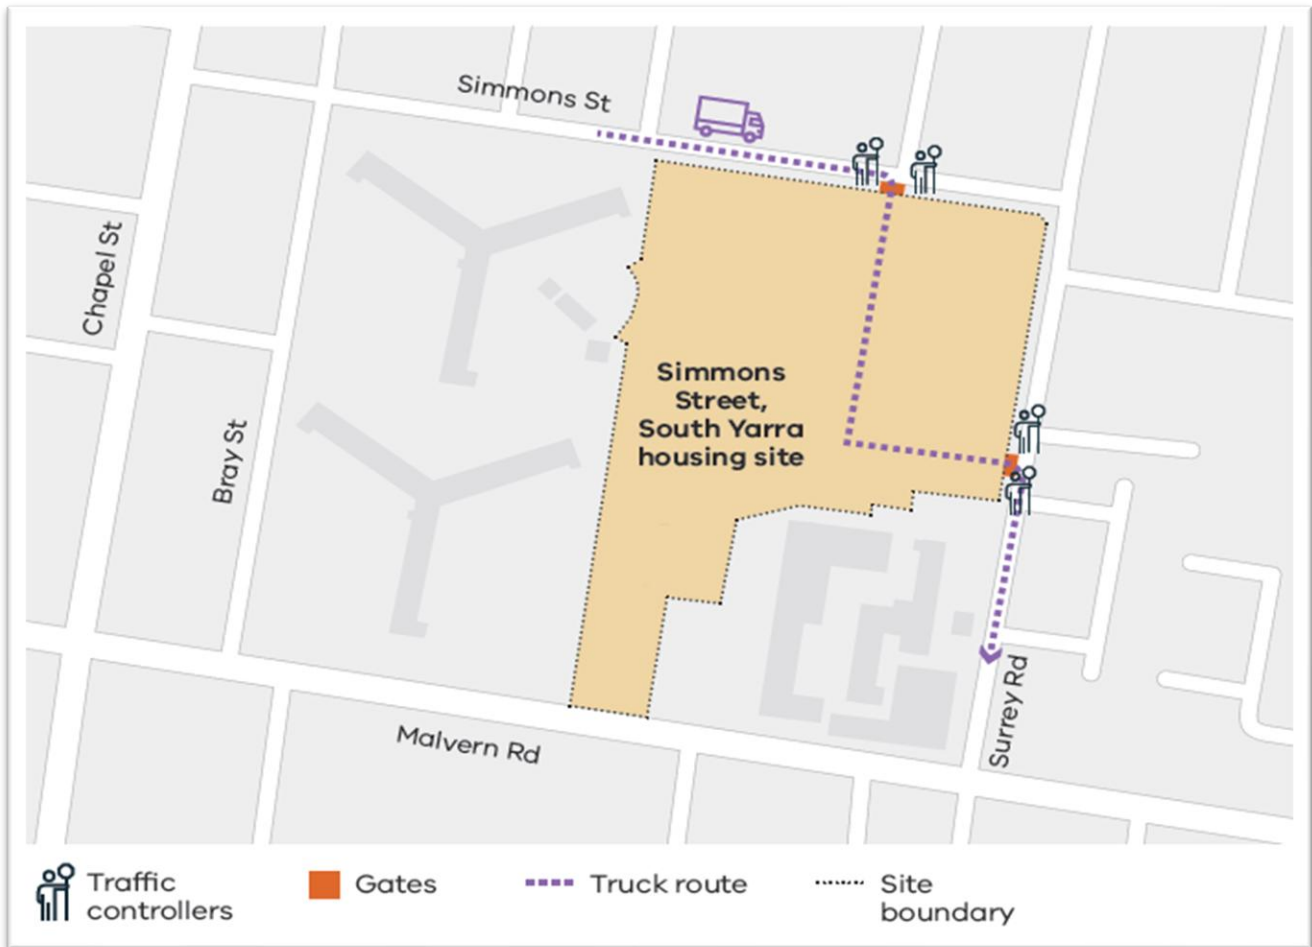 Simmons St
Chapel St
Bray St
Simmons
Street,
South Yarra
housing site
Malvern Rd
Surrey Rd
Traffic
controllers
Gates
Truck route
Site
boundary